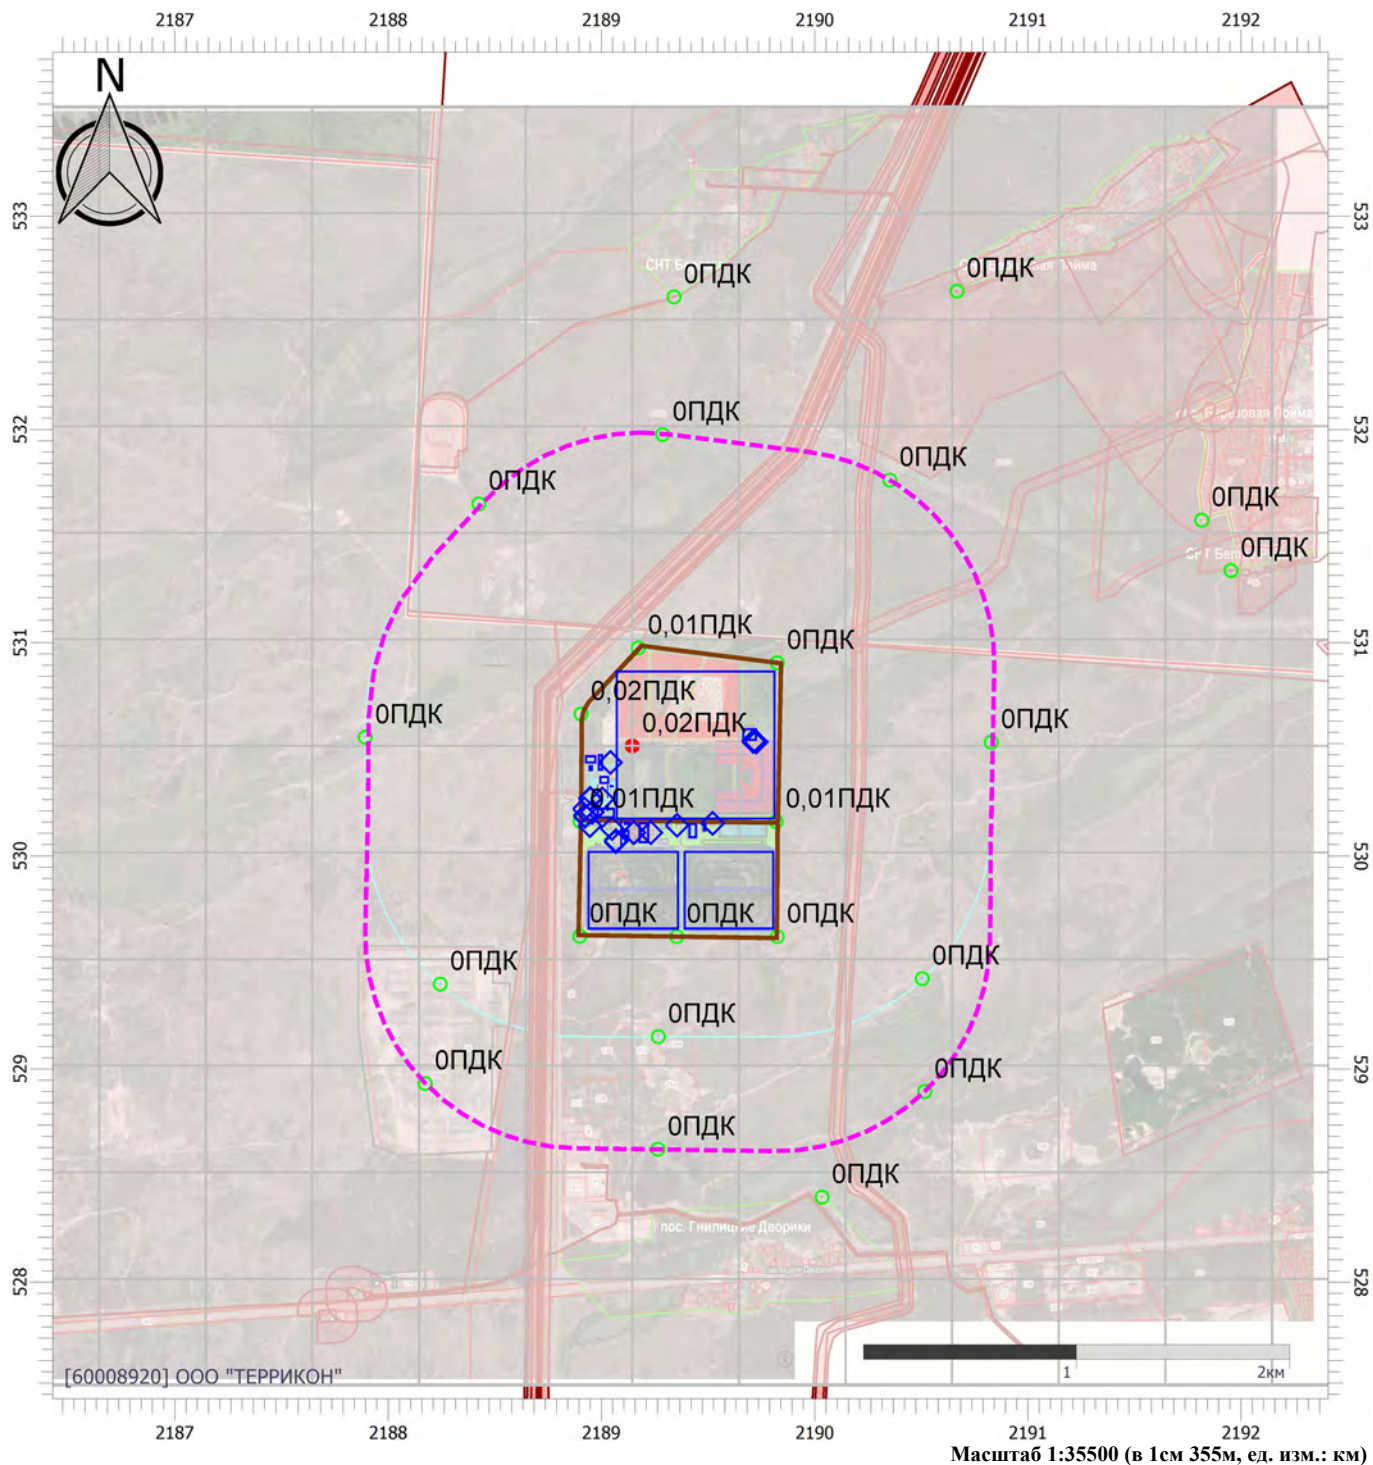 2187 2188 2189 2190 2191 2192
N
533 533
СНТ
0ПДК
0ПДК
532 532
0ПДК
0ПДК
0ПДК
0ПДК
0ПДК
531 531
0,01ПДК
0ПДК
0,02ПДК
0,02ПДК
0ПДК
0ПДК
0,01ПДК
0,01ПДК
530 530
0ПДК
0ПДК
0ПДК
0ПДК
0ПДК
0ПДК
529 529
0ПДК
0ПДК
0ПДК
0ПДК
пос. Гнилицкие Дворики
528 528
1 2км
[60008920] ООО "ТЕРРИКОН"
2187 2188 2189 2190 2191 2192
Масштаб 1:35500 (в 1см 355м, ед. изм.: км)